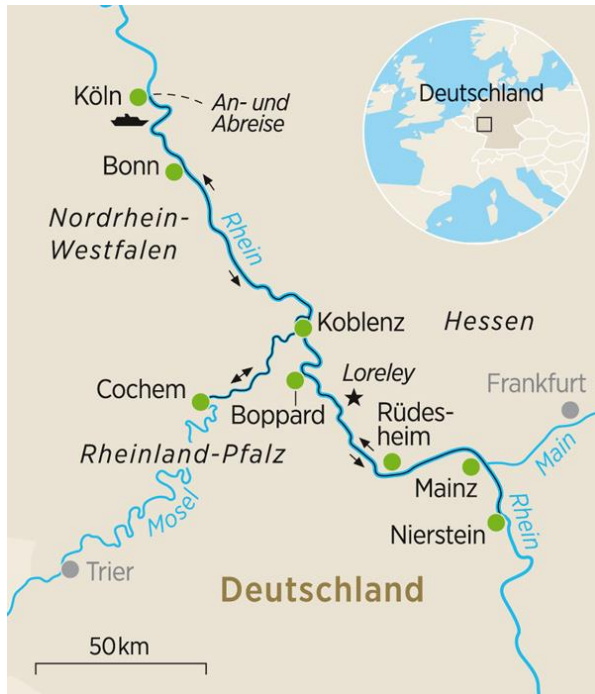 Köln
An- und
Abreise
Deutschland
Bonn
Nordrhein-
Westfalen
Rhein
Koblenz
Hessen
Loreley
Cochem
Boppard
Rüdes-
heim
Frankfurt
Main
Rheinland-Pfalz
Mainz
Mosel
Nierstein
Rhein
Trier
Deutschland
50 km